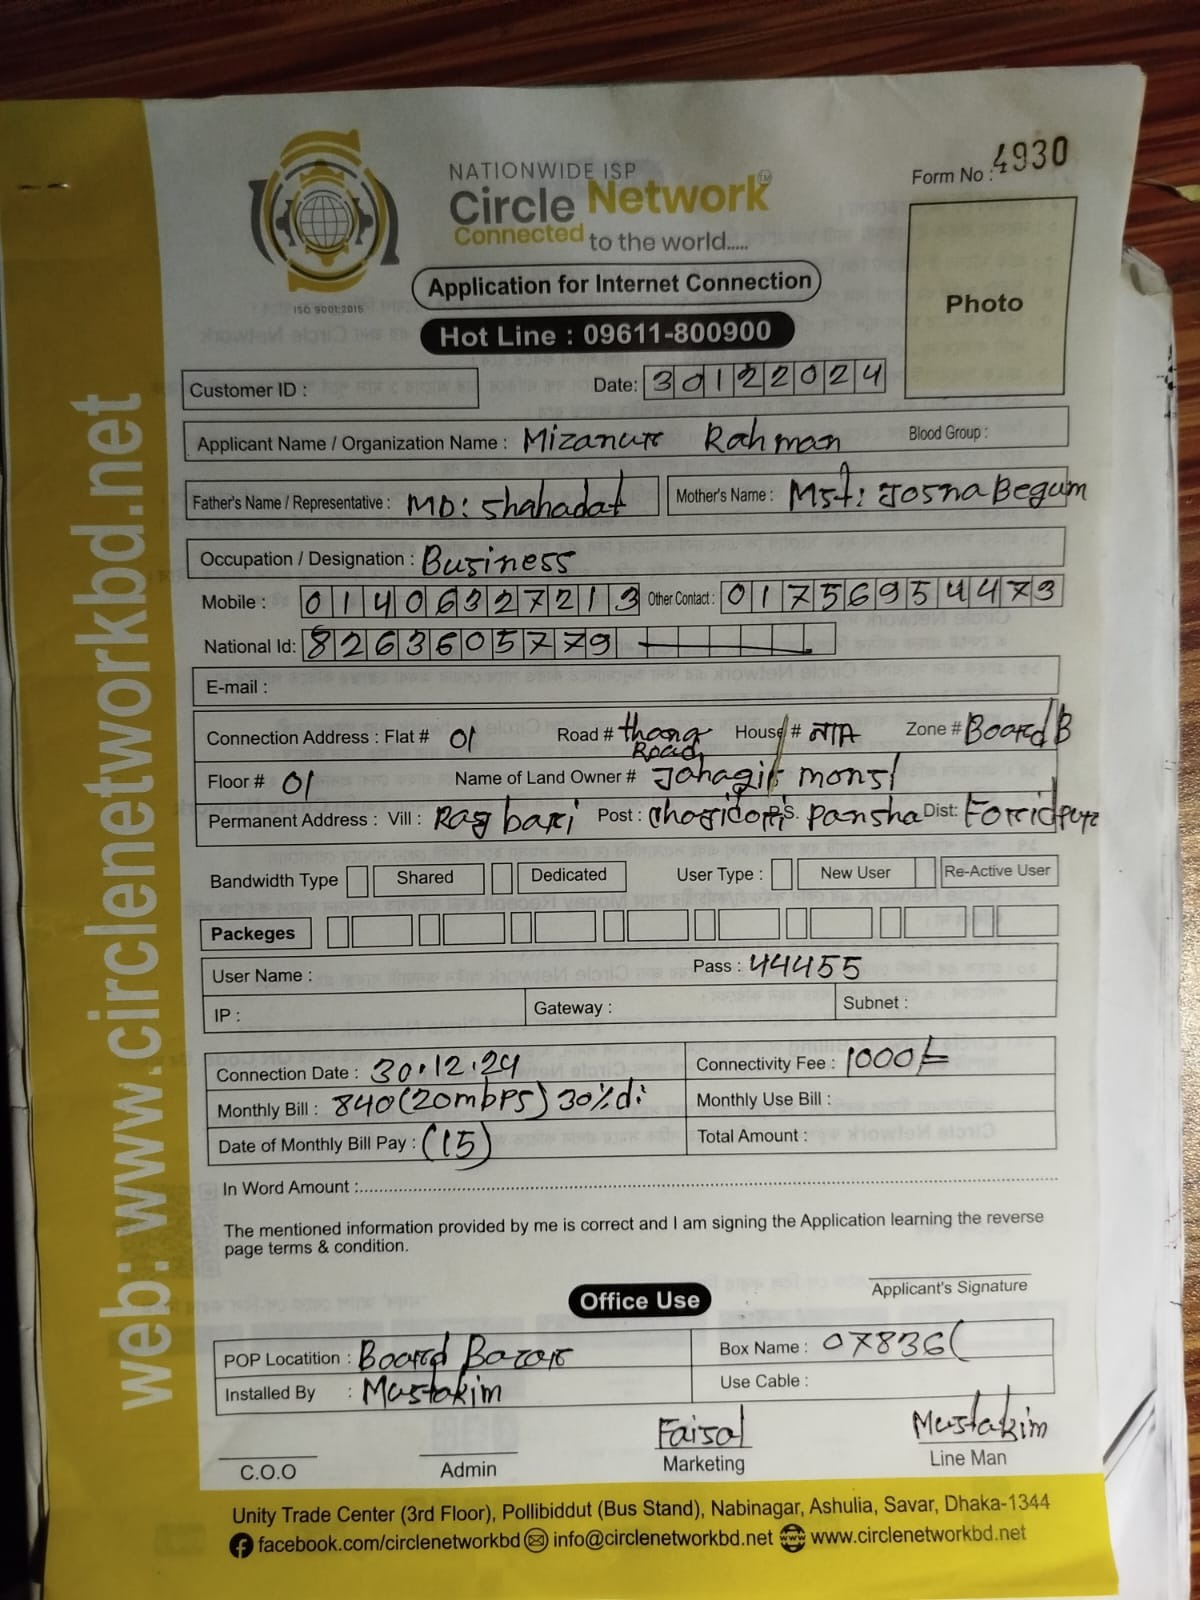 Form No : 4930
NATIONWIDE ISP
Circle Network™
Connected to the world.....
ISO 9001:2015
Application for Internet Connection
Photo
Hot Line : 09611-800900
Customer ID :
Date: 30122024
Applicant Name / Organization Name : Mizanur Rahman Blood Group :
Father's Name / Representative : MD: Shahadat Mother's Name : Mst: Josna Begum
Occupation / Designation : Business
Mobile : 01406327213 Other Contact : 01756954473
National Id: 8263605779
E-mail :
Connection Address : Flat # 01 Road # thana Road House # Zone # Board B
Floor # 01 Name of Land Owner #
Permanent Address : Vill : Post : P.S. Pansha Dist: Forridpur
Bandwidth Type Shared Dedicated User Type : New User Re-Active User
Packeges
User Name : Pass : 44455
IP : Gateway : Subnet :
Connection Date : 30.12.24 Connectivity Fee : 1000/=
Monthly Bill : 840(20mbps) 30% di: Monthly Use Bill :
Date of Monthly Bill Pay : (15) Total Amount :
In Word Amount :
The mentioned information provided by me is correct and I am signing the Application learning the reverse
page terms & condition.
Applicant's Signature
Office Use
POP Locatition : Board Bazar Box Name : 07836(
Installed By : Mustakim Use Cable :
Faisal Mustakim
C.O.O Admin Marketing Line Man
Unity Trade Center (3rd Floor), Pollibiddut (Bus Stand), Nabinagar, Ashulia, Savar, Dhaka-1344
facebook.com/circlenetworkbd info@circlenetworkbd.net www.circlenetworkbd.net
web: www.circlenetworkbd.net